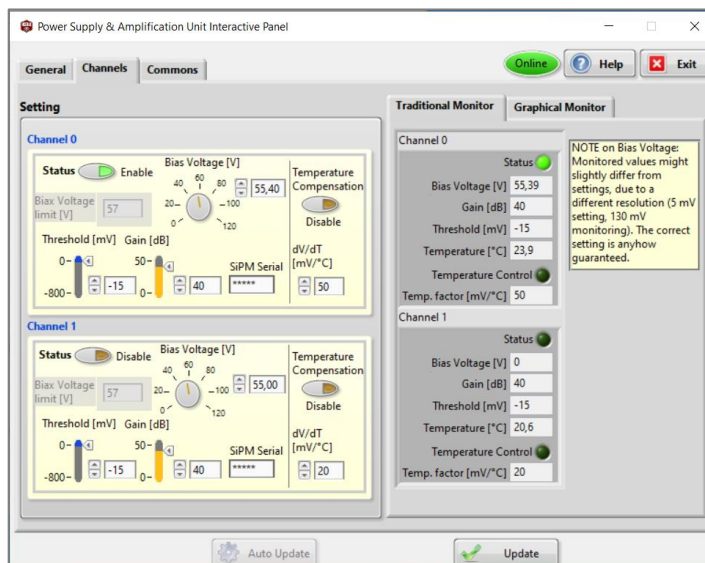 Power Supply & Amplification Unit Interactive Panel
General Channels Commons
Online Help Exit
Setting
Channel 0
Status Enable
Bias Voltage [V]
0 20 40 60 80 100 120
55,40
Biax Voltage
limit [V]
57
Threshold [mV]
0
-800
-15
Gain [dB]
50
0
40
SiPM Serial
*****
Temperature
Compensation
Disable
dV/dT
[mV/°C]
50
Channel 1
Status Disable
Bias Voltage [V]
0 20 40 60 80 100 120
55,00
Biax Voltage
limit [V]
57
Threshold [mV]
0
-800
-15
Gain [dB]
50
0
40
SiPM Serial
*****
Temperature
Compensation
Disable
dV/dT
[mV/°C]
20
Traditional Monitor Graphical Monitor
Channel 0
Status
Bias Voltage [V] 55,39
Gain [dB] 40
Threshold [mV] -15
Temperature [°C] 23,9
Temperature Control
Temp. factor [mV/°C] 50
Channel 1
Status
Bias Voltage [V] 0
Gain [dB] 40
Threshold [mV] -15
Temperature [°C] 20,6
Temperature Control
Temp. factor [mV/°C] 20
NOTE on Bias Voltage:
Monitored values might
slightly differ from
settings, due to a
different resolution (5 mV
setting, 130 mV
monitoring). The correct
setting is anyhow
guaranteed.
Auto Update
Update